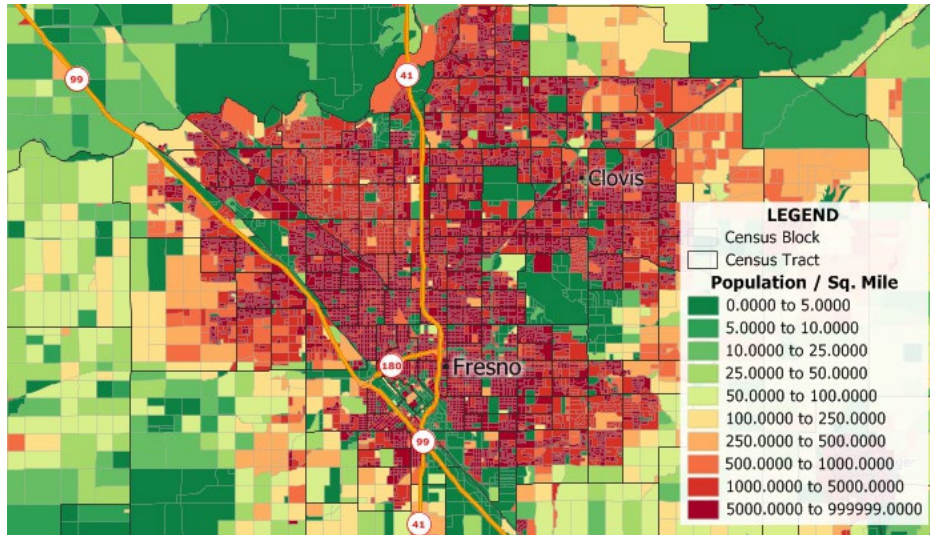 99
41
Clovis
LEGEND
Census Block
Census Tract
Population / Sq. Mile
0.0000 to 5.0000
5.0000 to 10.0000
10.0000 to 25.0000
25.0000 to 50.0000
50.0000 to 100.0000
100.0000 to 250.0000
250.0000 to 500.0000
500.0000 to 1000.0000
1000.0000 to 5000.0000
5000.0000 to 999999.0000
180
Fresno
99
41